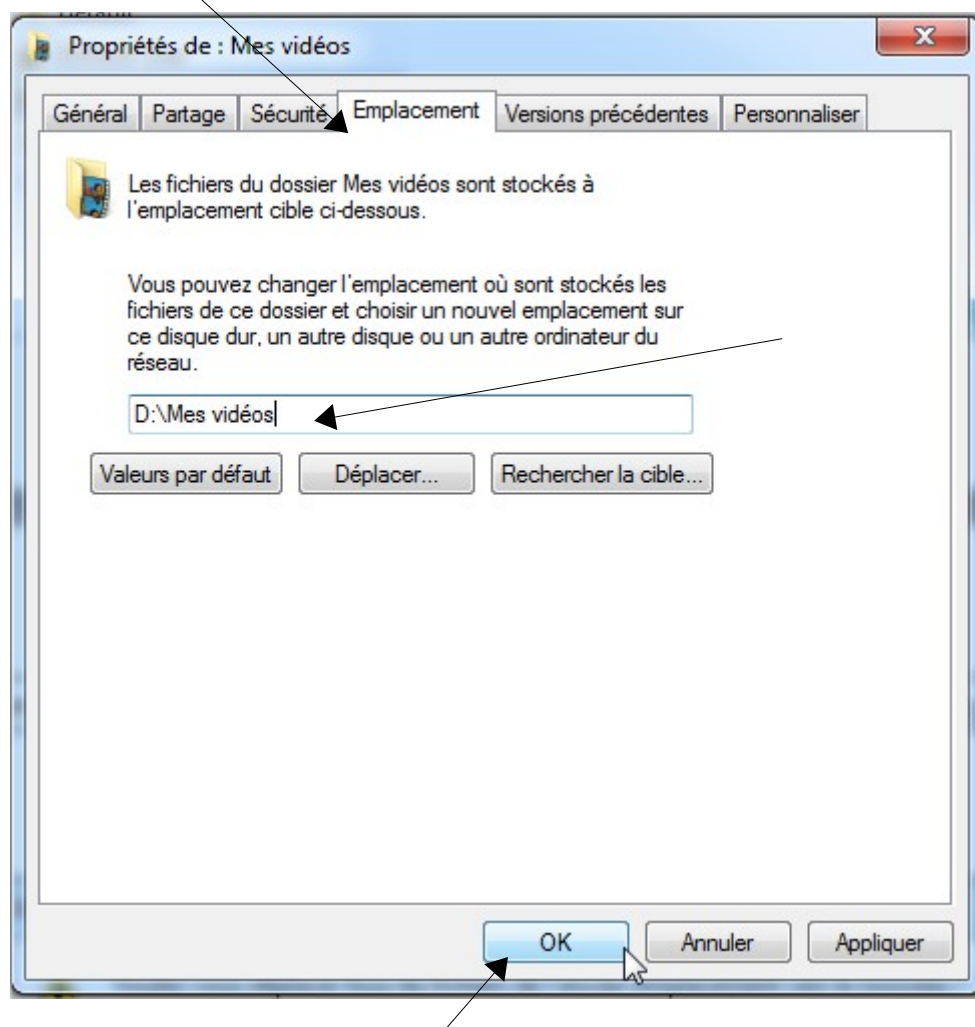 Propriétés de : Mes vidéos
Général Partage Sécurité Emplacement Versions précédentes Personnaliser
Les fichiers du dossier Mes vidéos sont stockés à
l'emplacement cible ci-dessous.
Vous pouvez changer l'emplacement où sont stockés les
fichiers de ce dossier et choisir un nouvel emplacement sur
ce disque dur, un autre disque ou un autre ordinateur du
réseau.
D:\Mes vidéos
Valeurs par défaut Déplacer... Rechercher la cible...
OK Annuler Appliquer